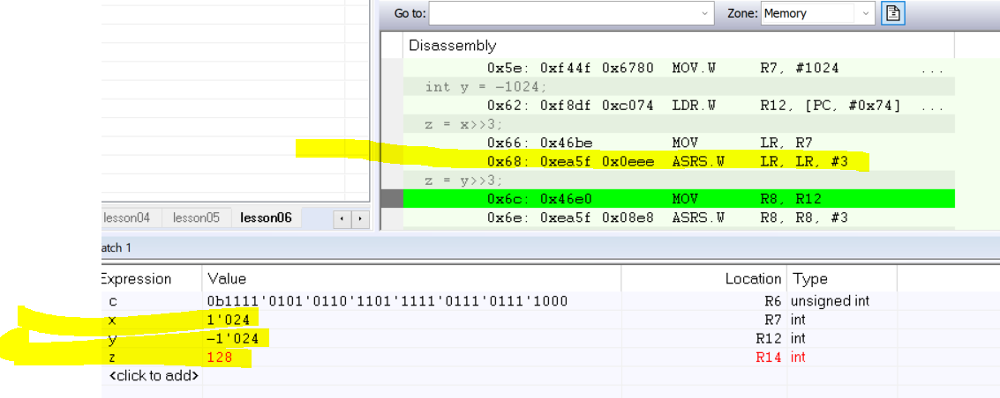 Go to: Zone: Memory
Disassembly
0x5e: 0xf44f 0x6780 MOV.W R7, #1024 ...
int y = -1024;
0x62: 0xf8df 0xc074 LDR.W R12, [PC, #0x74] ...
z = x>>3;
0x66: 0x46be MOV LR, R7
0x68: 0xea5f 0x0eee ASRS.W LR, LR, #3
z = y>>3;
0x6c: 0x46e0 MOV R8, R12
0x6e: 0xea5f 0x08e8 ASRS.W R8, R8, #3
lesson04 lesson05 lesson06
atch 1
Expression Value Location Type
c 0b1111'0101'0110'1101'1111'0111'0111'1000 R6 unsigned int
x 1'024 R7 int
y -1'024 R12 int
z 128 R14 int
<click to add>